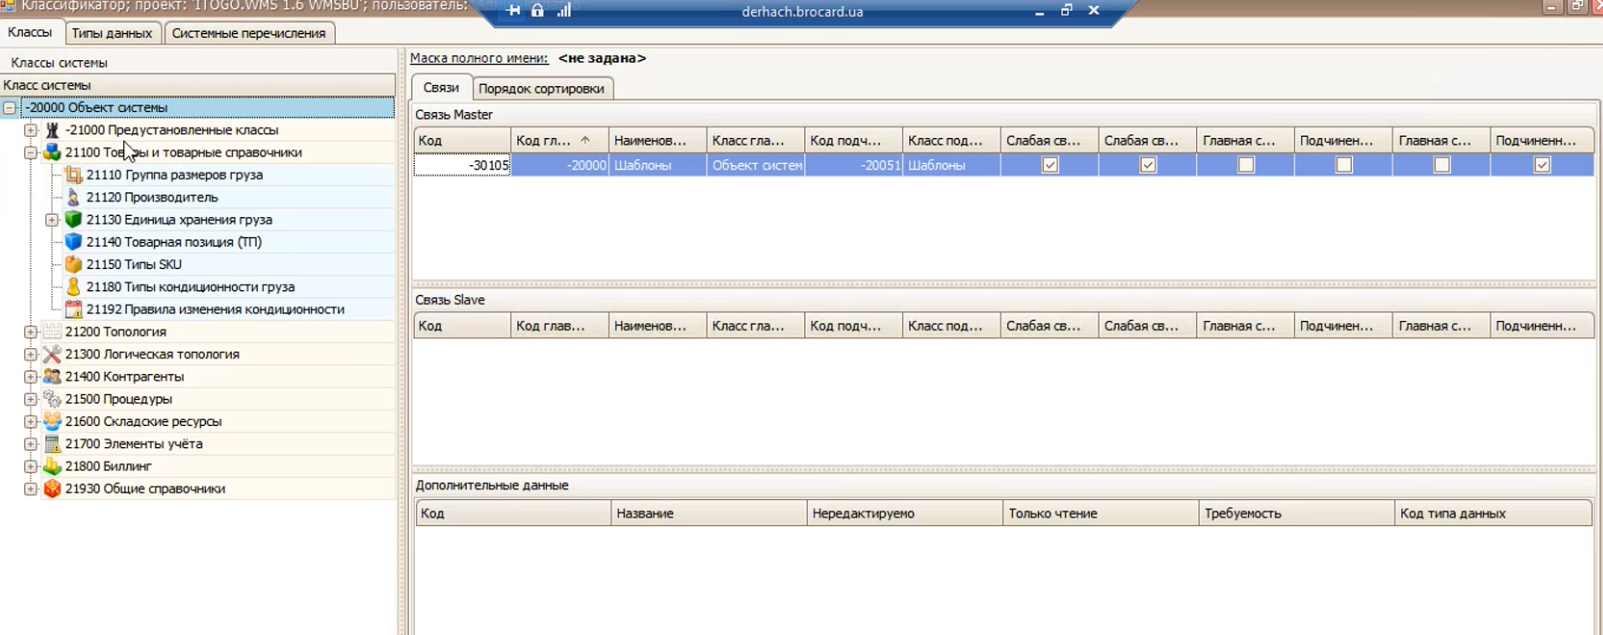 Классификатор; проект: 'ITOGO.WMS 1.6 WMSBU'; пользователь:
derhach.brocard.ua
Классы Типы данных Системные перечисления
Классы системы
Класс системы
-20000 Объект системы
-21000 Предустановленные классы
21100 Товары и товарные справочники
21110 Группа размеров груза
21120 Производитель
21130 Единица хранения груза
21140 Товарная позиция (ТП)
21150 Типы SKU
21180 Типы кондиционности груза
21192 Правила изменения кондиционности
21200 Топология
21300 Логическая топология
21400 Контрагенты
21500 Процедуры
21600 Складские ресурсы
21700 Элементы учёта
21800 Биллинг
21930 Общие справочники
Маска полного имени: <не задана>
Связи Порядок сортировки
Связь Master
Код Код гл... Наименов... Класс гла... Код подч... Класс под... Слабая св... Слабая св... Главная с... Подчинен... Главная с... Подчиненн...
-30105 -20000 Шаблоны Объект систем -20051 Шаблоны
Связь Slave
Код Код глав... Наименов... Класс гла... Код подч... Класс под... Слабая св... Слабая св... Главная с... Подчинен... Главная с... Подчиненн...
Дополнительные данные
Код Название Нередактируемо Только чтение Требуемость Код типа данных